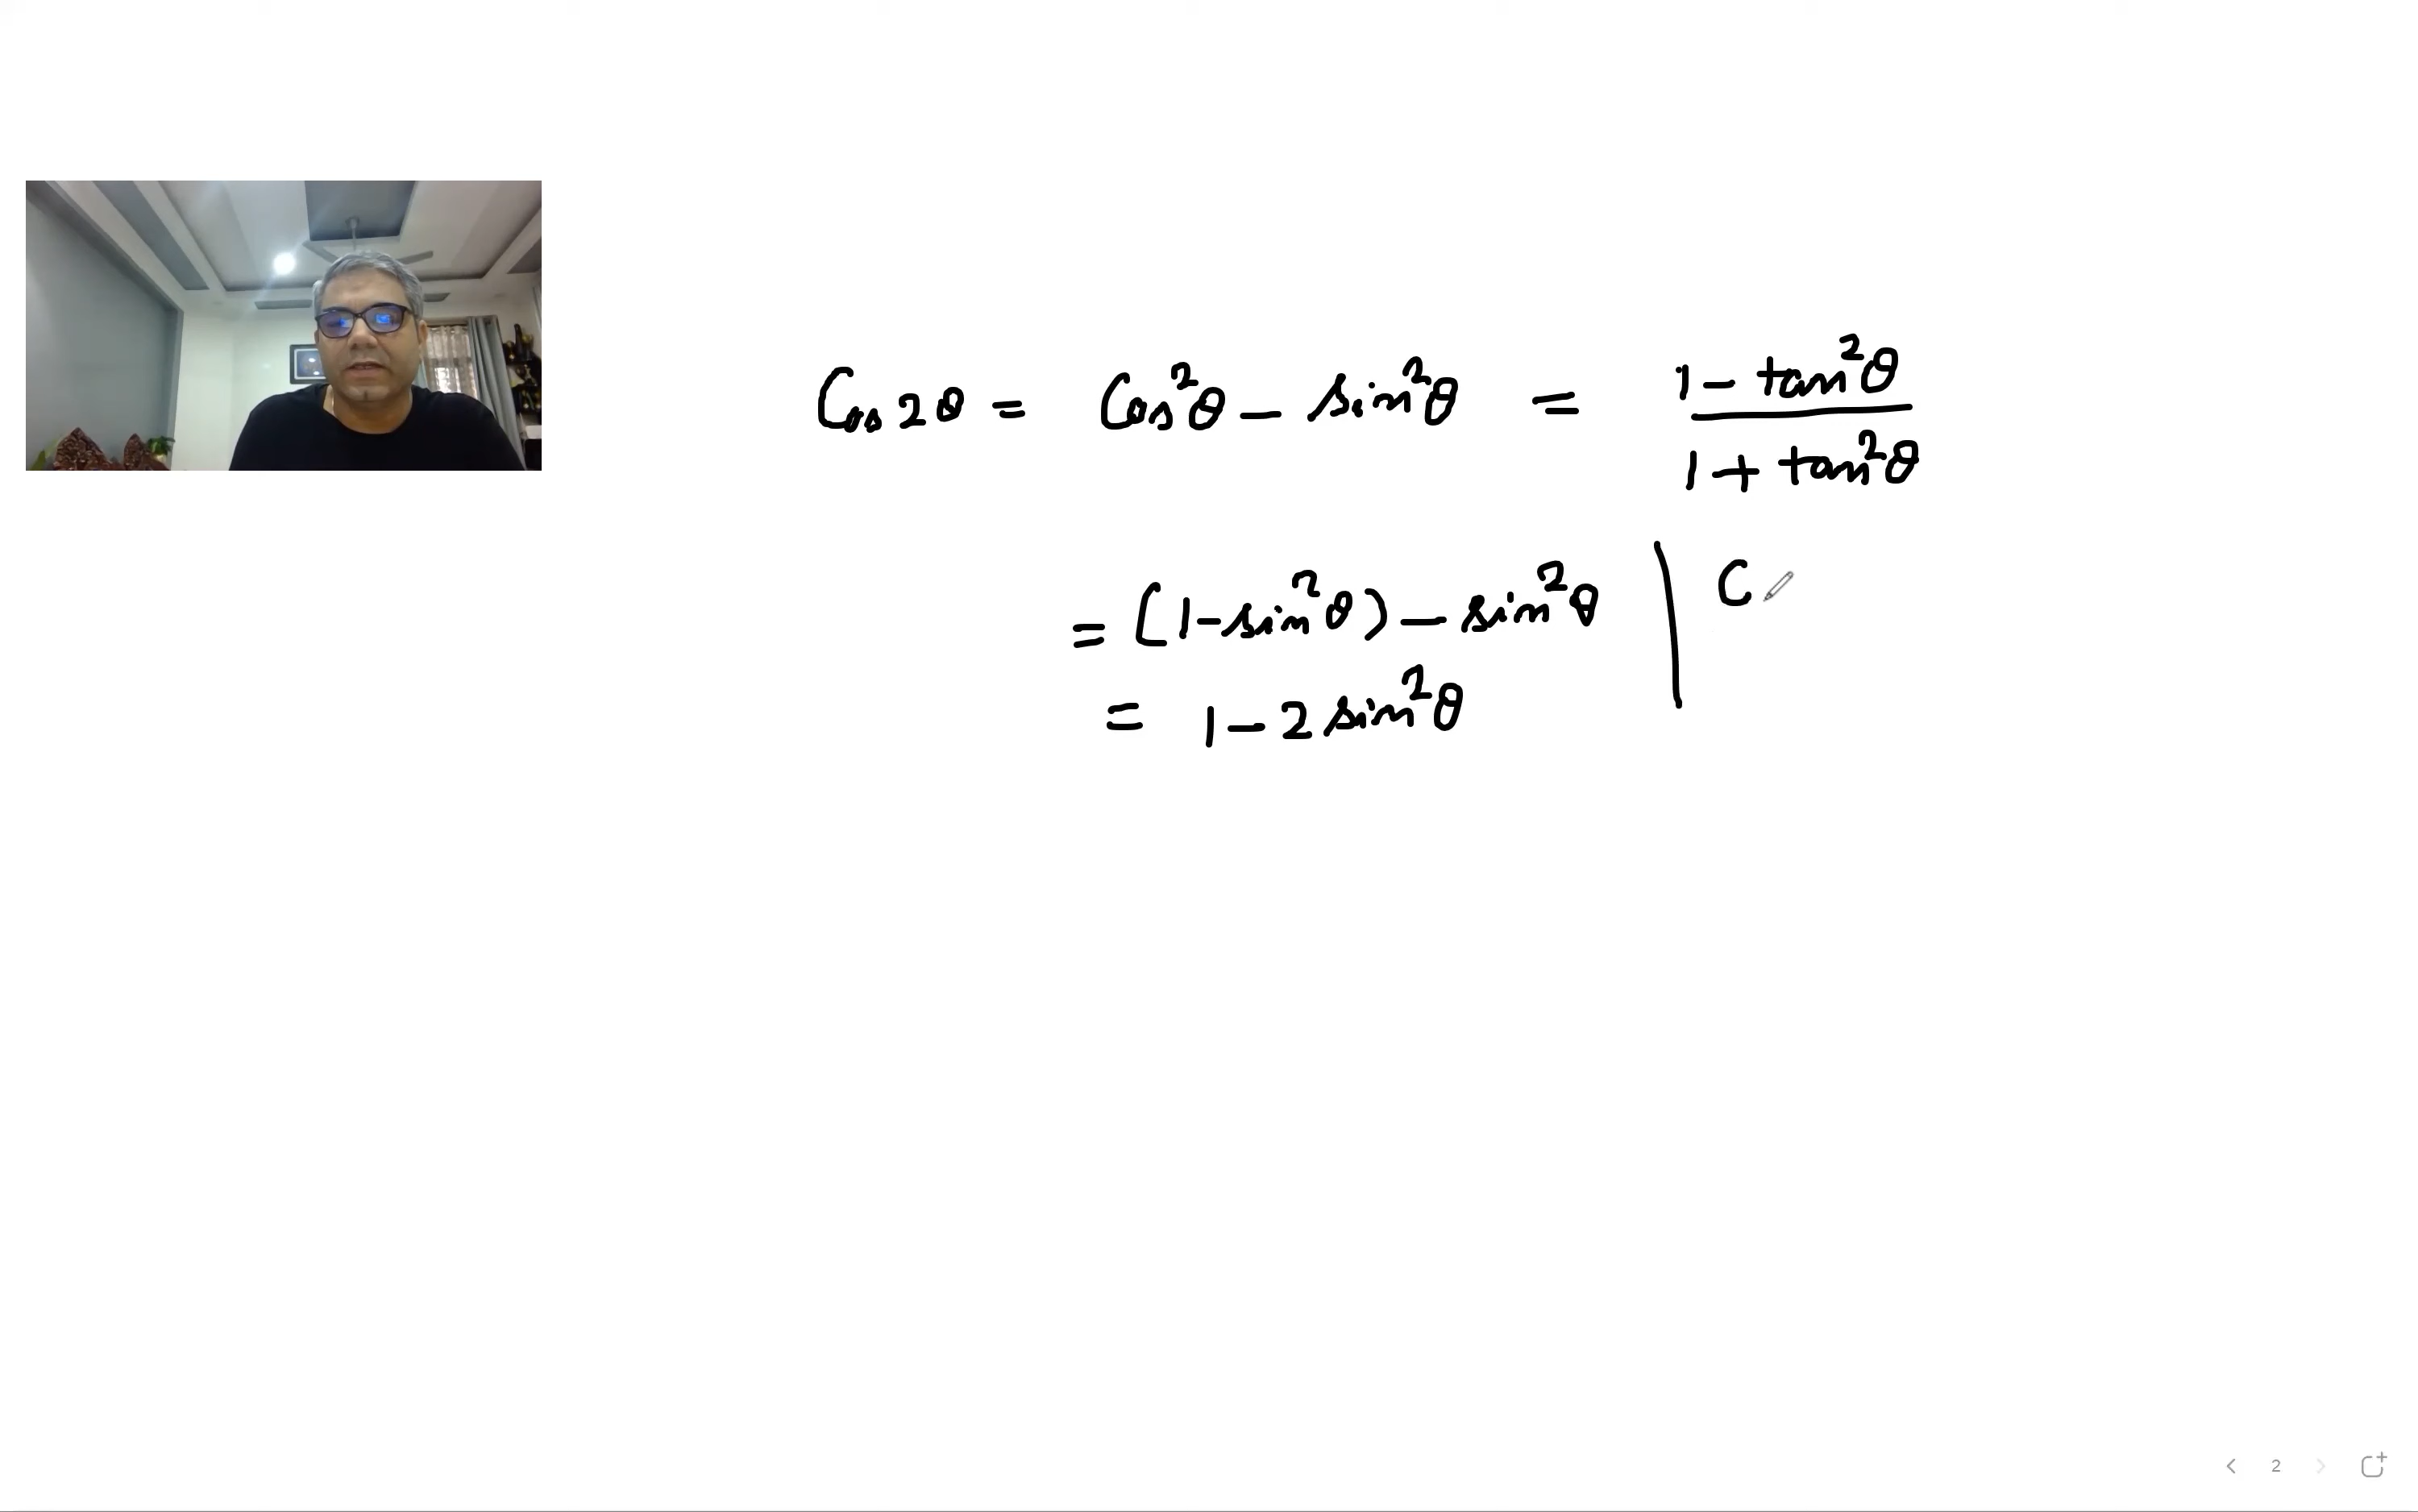 Cos 2θ = Cos²θ – sin²θ = (1 – tan²θ)/(1 + tan²θ)
= (1–sin²θ) – sin²θ | C
= 1 – 2 sin²θ
2